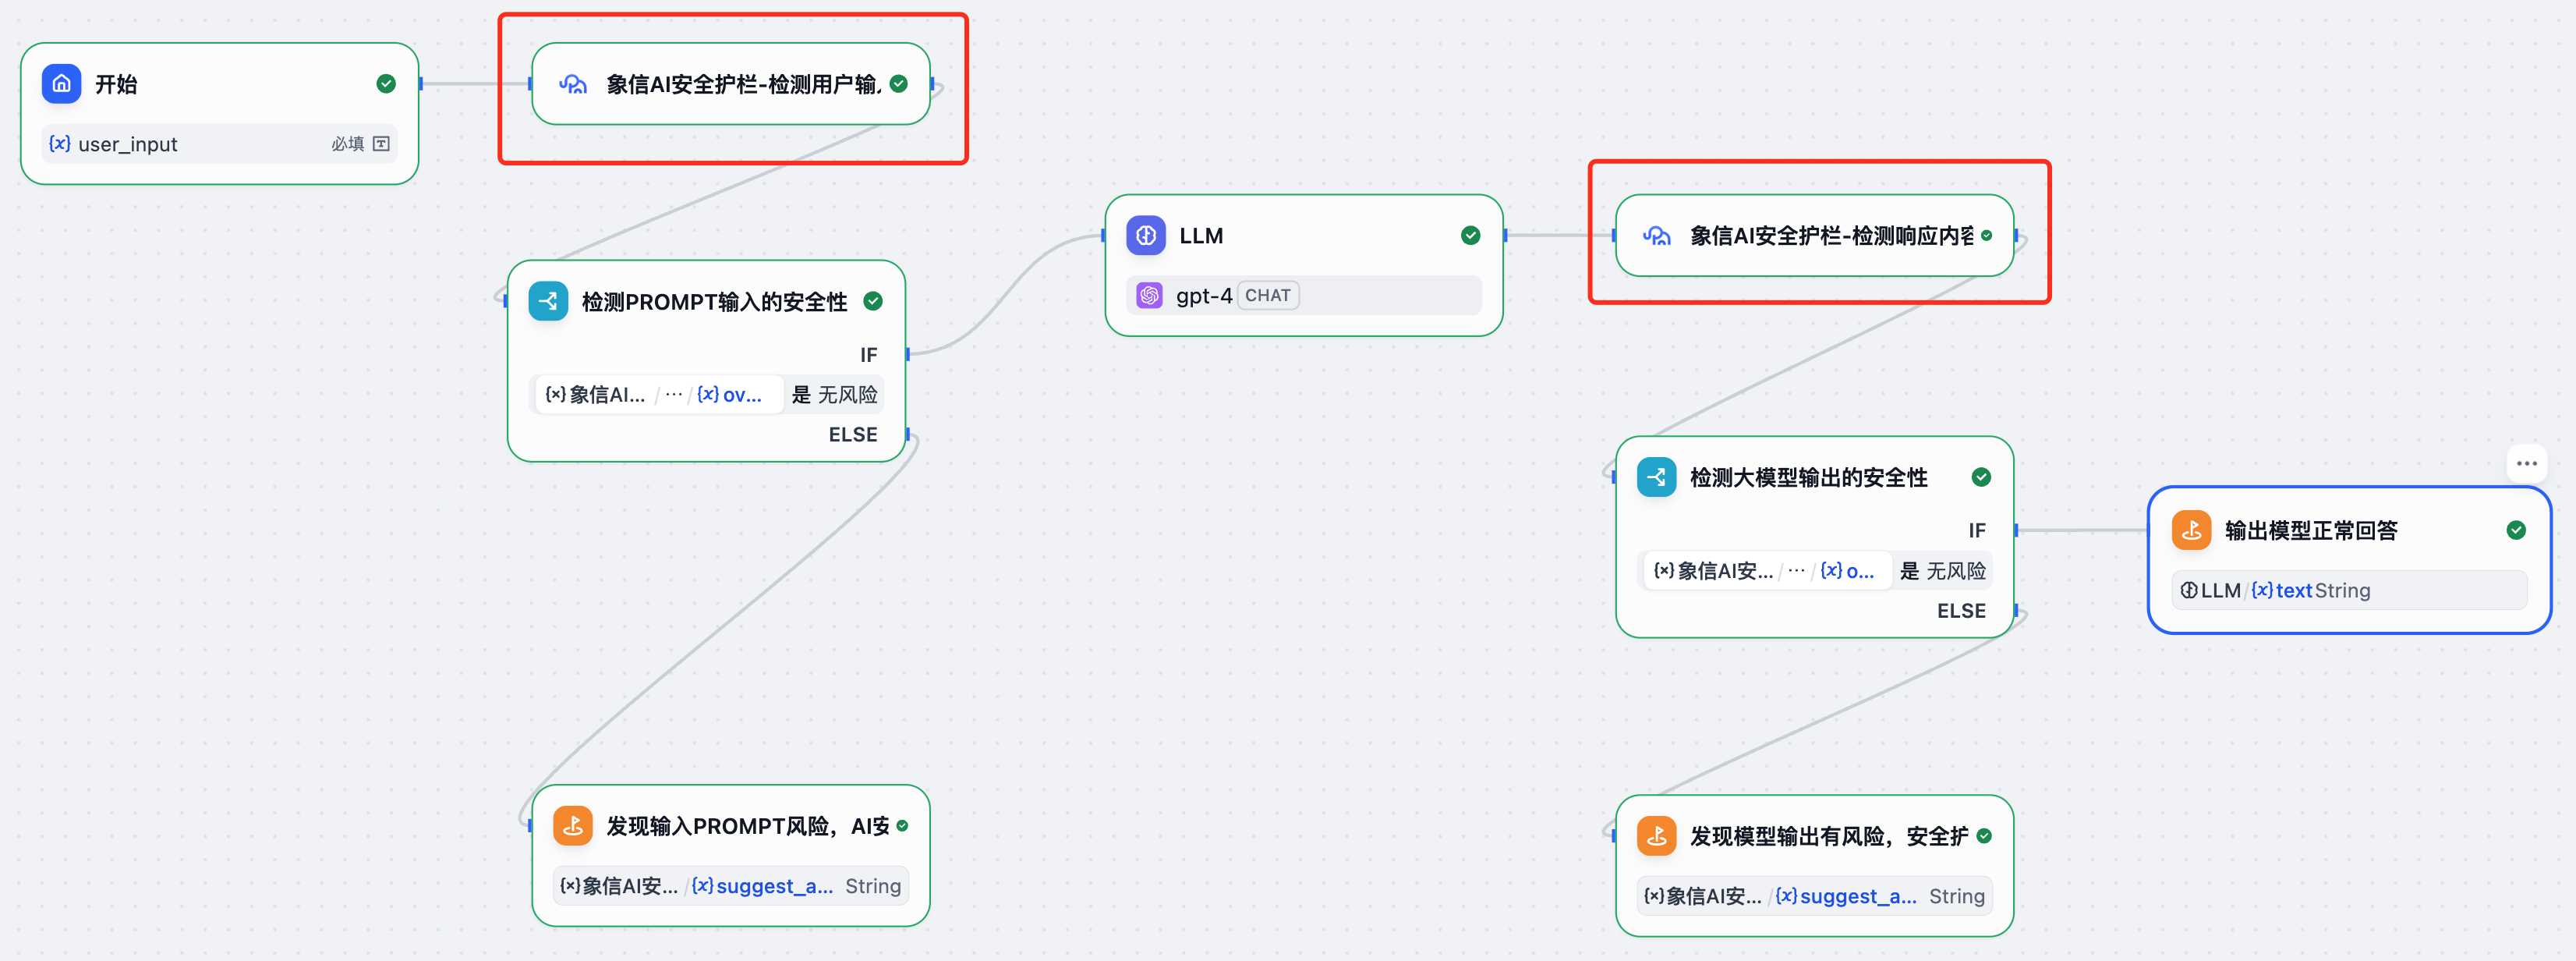 开始
{x} user_input 必填
象信AI安全护栏-检测用户输
检测PROMPT输入的安全性
IF
{x} 象信AI... / ... / {x} ov... 是 无风险
ELSE
发现输入PROMPT风险，AI安
{x} 象信AI安... / {x} suggest_a... String
LLM
gpt-4 CHAT
象信AI安全护栏-检测响应内容
检测大模型输出的安全性
IF
{x} 象信AI安... / ... / {x} o... 是 无风险
ELSE
发现模型输出有风险，安全护
{x} 象信AI安... / {x} suggest_a... String
输出模型正常回答
LLM / {x} text String